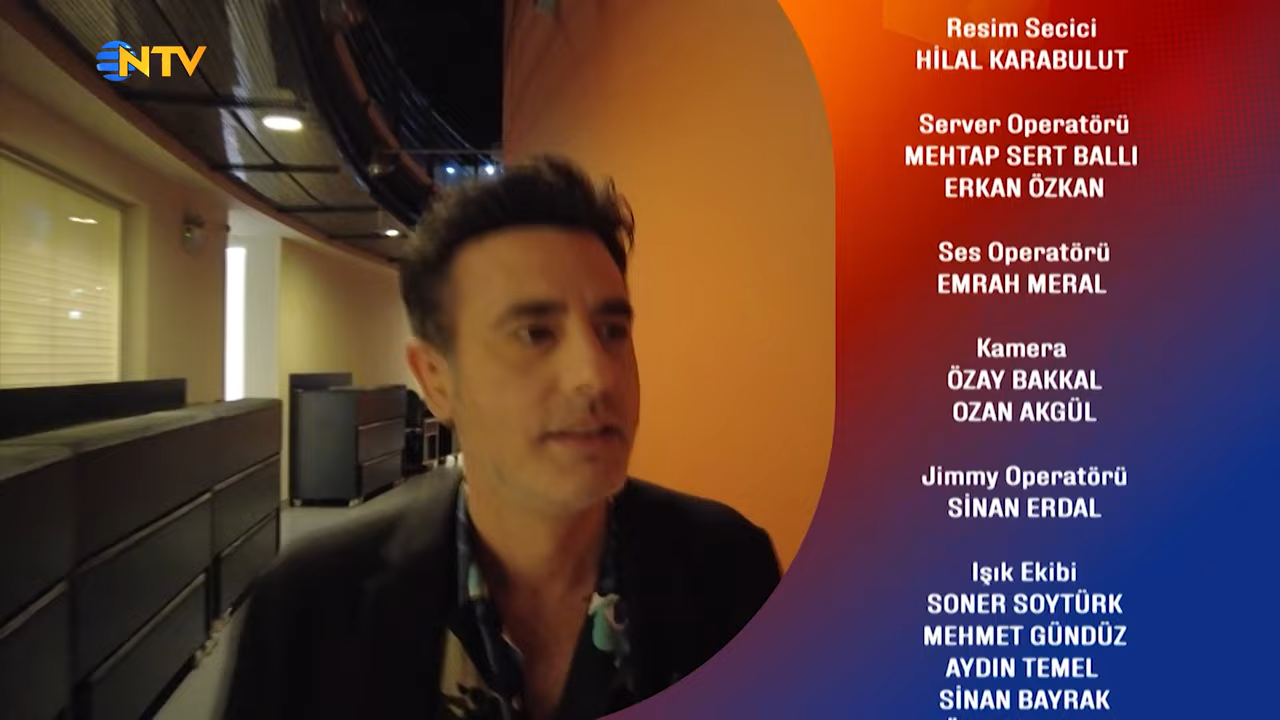 NTV
Resim Secici
HİLAL KARABULUT
Server Operatörü
MEHTAP SERT BALLI
ERKAN ÖZKAN
Ses Operatörü
EMRAH MERAL
Kamera
ÖZAY BAKKAL
OZAN AKGÜL
Jimmy Operatörü
SİNAN ERDAL
Işık Ekibi
SONER SOYTÜRK
MEHMET GÜNDÜZ
AYDIN TEMEL
SİNAN BAYRAK